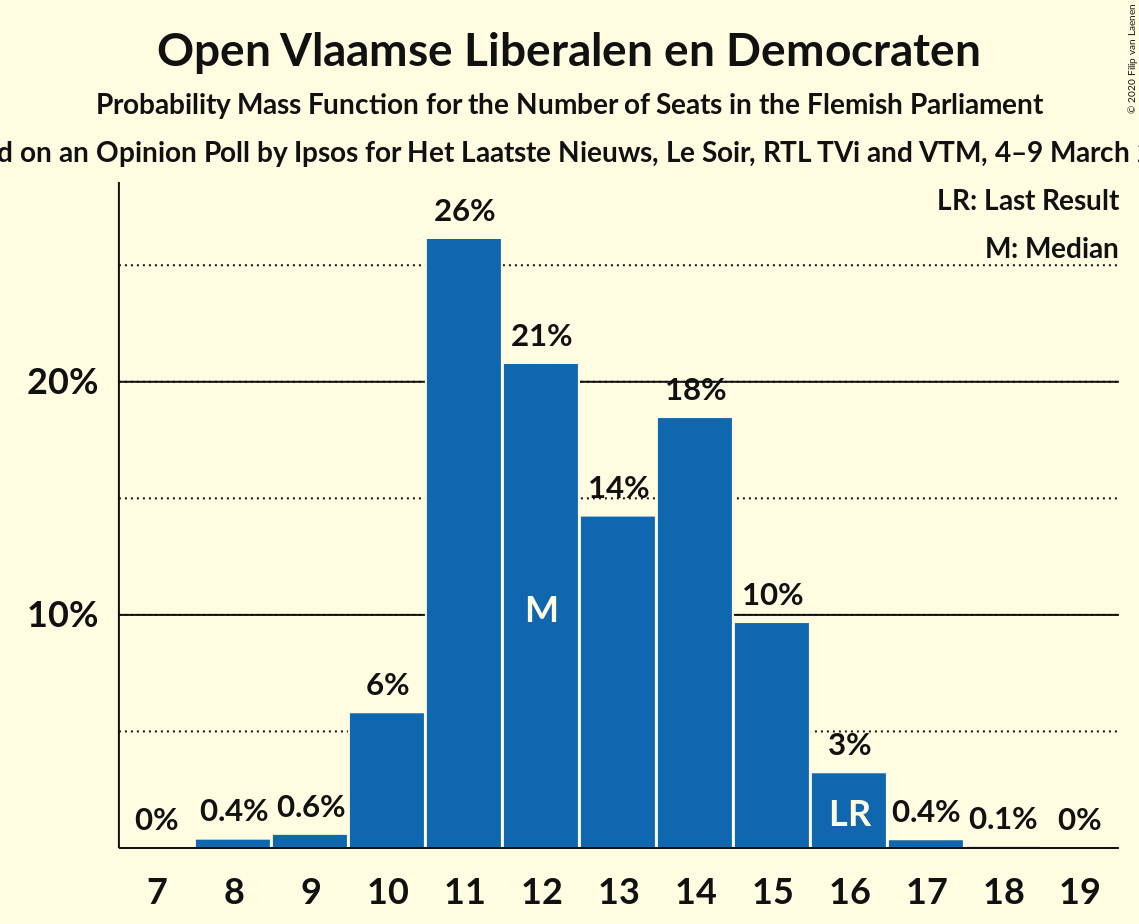 Open Vlaamse Liberalen en Democraten
Probability Mass Function for the Number of Seats in the Flemish Parliament
on an Opinion Poll by Ipsos for Het Laatste Nieuws, Le Soir, RTL TVi and VTM, 4–9 March
© 2020 Filip van Laenen
LR: Last Result
M: Median
26%
21%
20%
18%
14%
10%
10%
M
6%
3%
LR
0%
0.4%
0.6%
0.4%
0.1%
0%
7 8 9 10 11 12 13 14 15 16 17 18 19